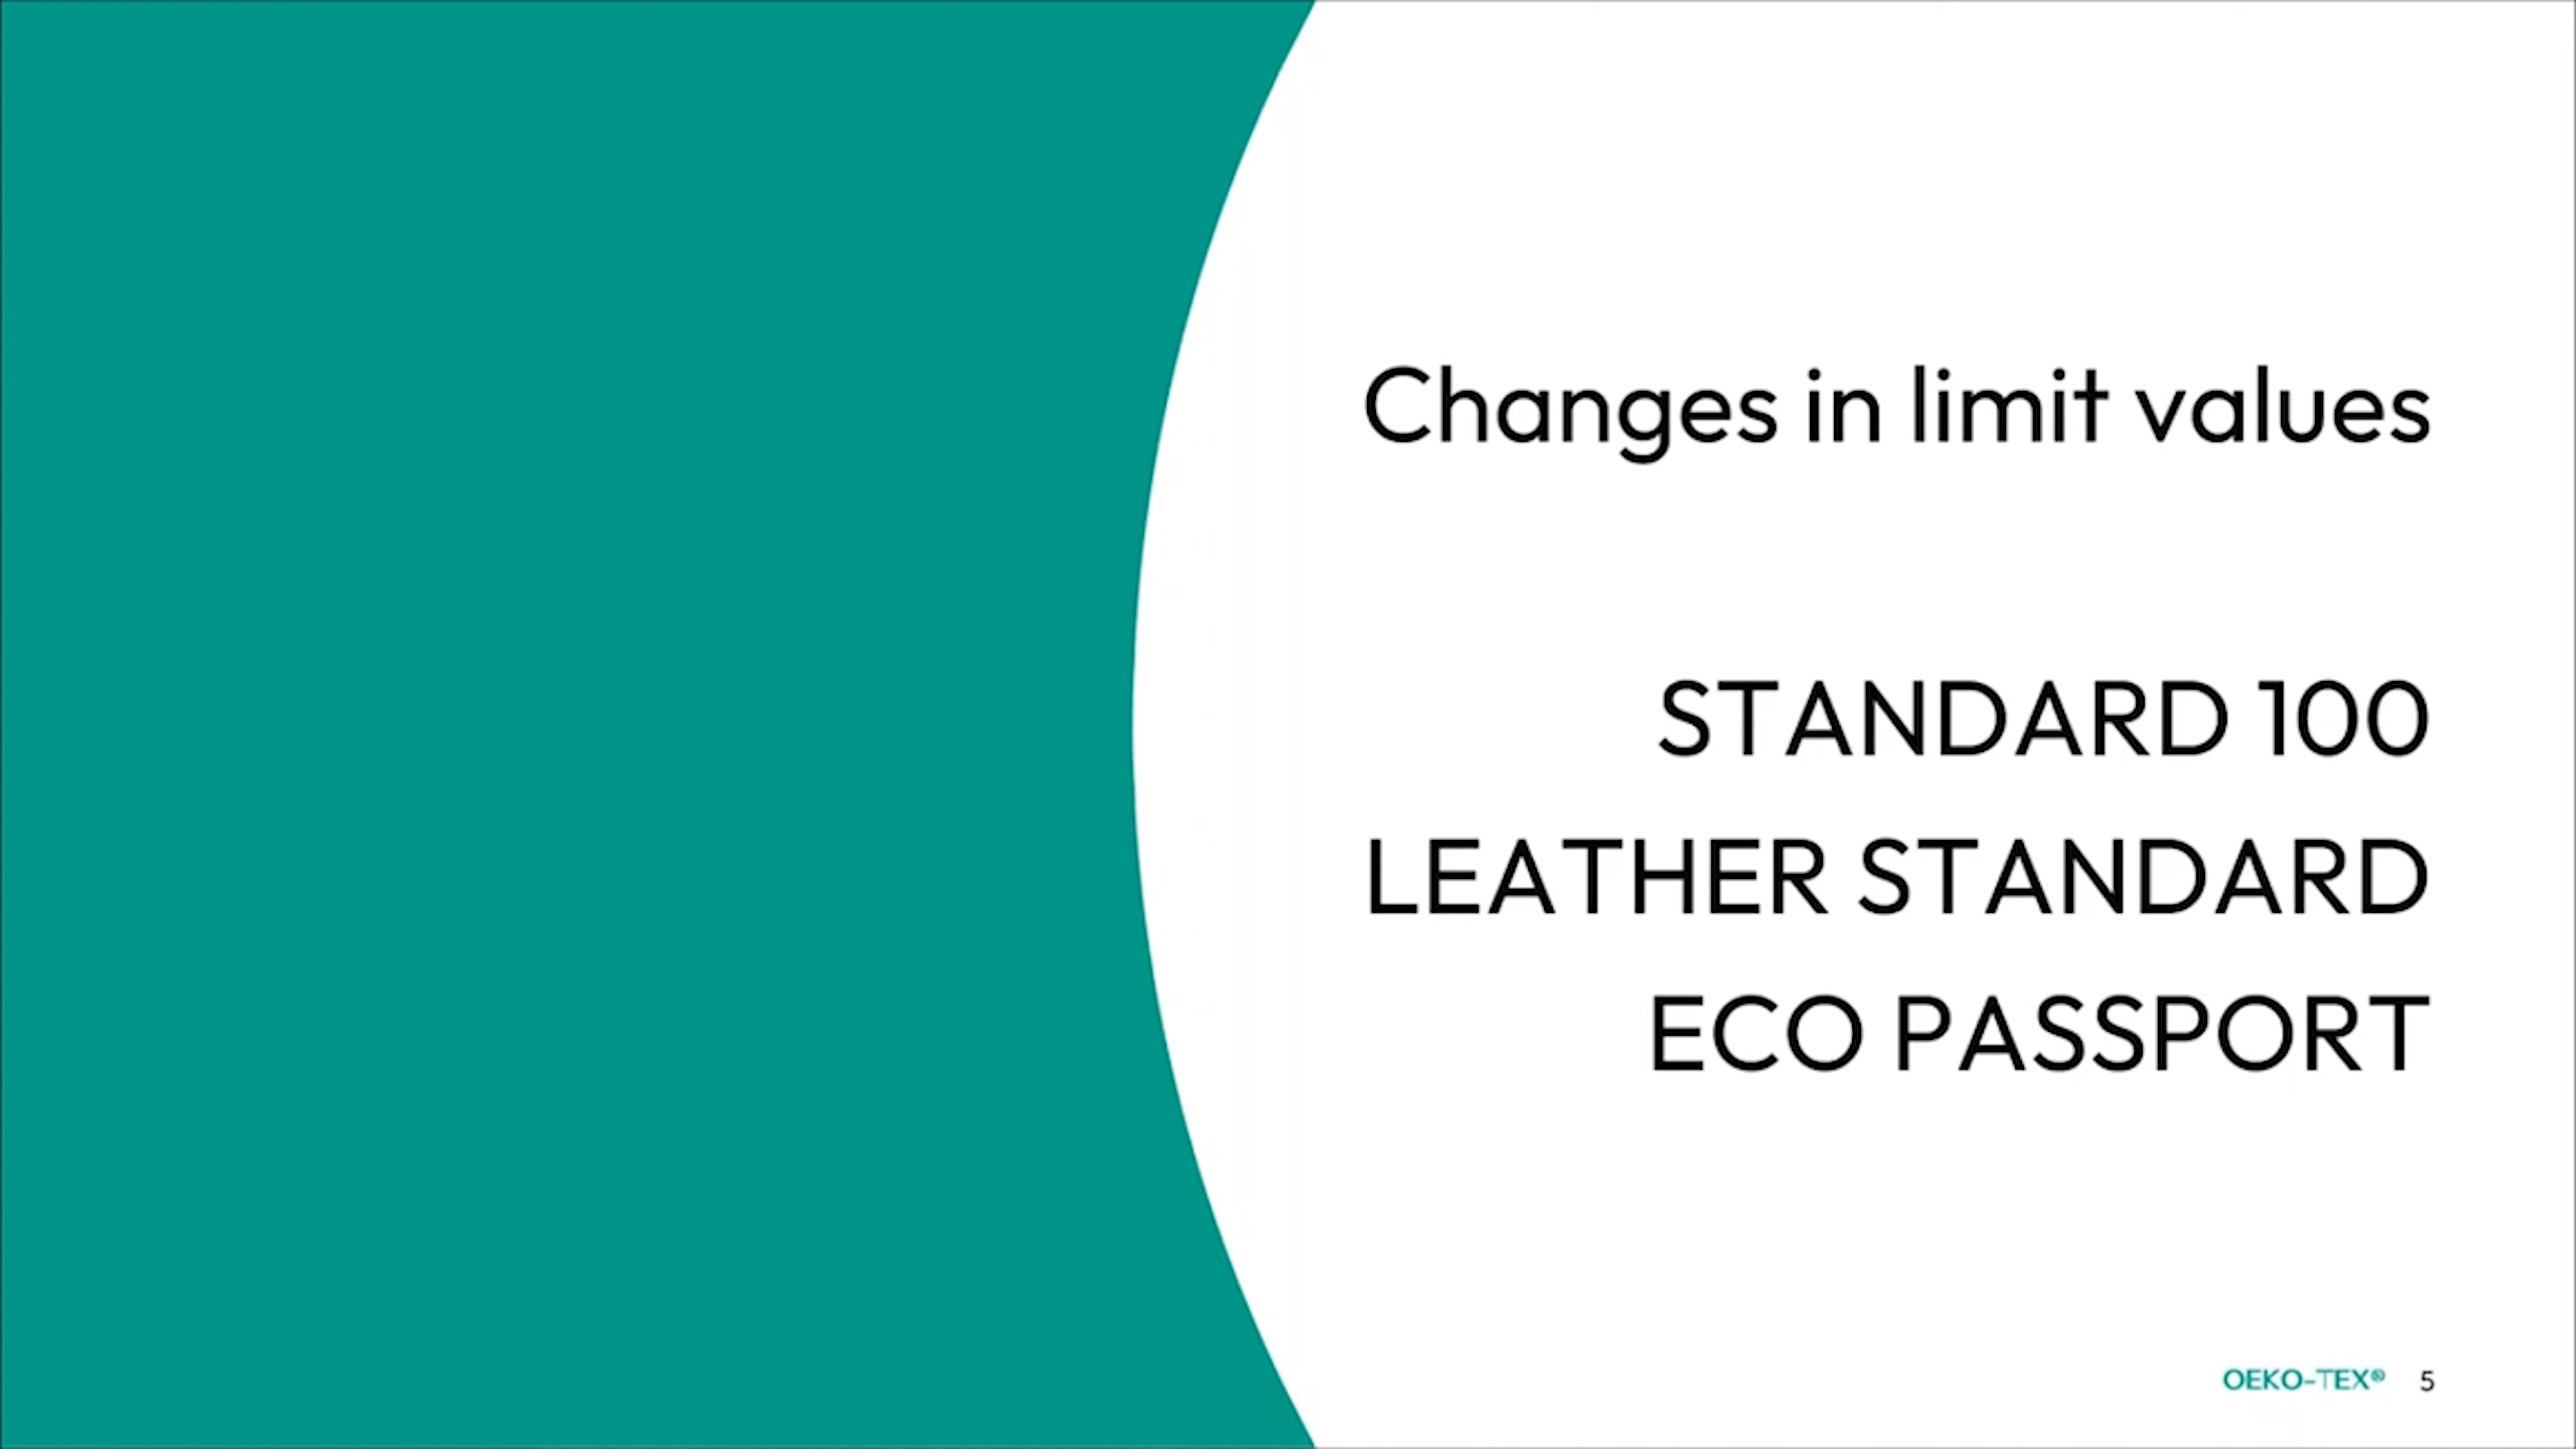 Changes in limit values
STANDARD 100
LEATHER STANDARD
ECO PASSPORT
OEKO-TEX® 5